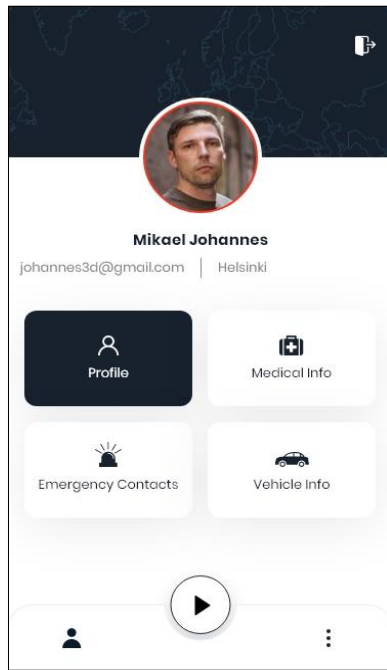 Mikael Johannes
johannes3d@gmail.com | Helsinki
Profile
Medical Info
Emergency Contacts
Vehicle Info